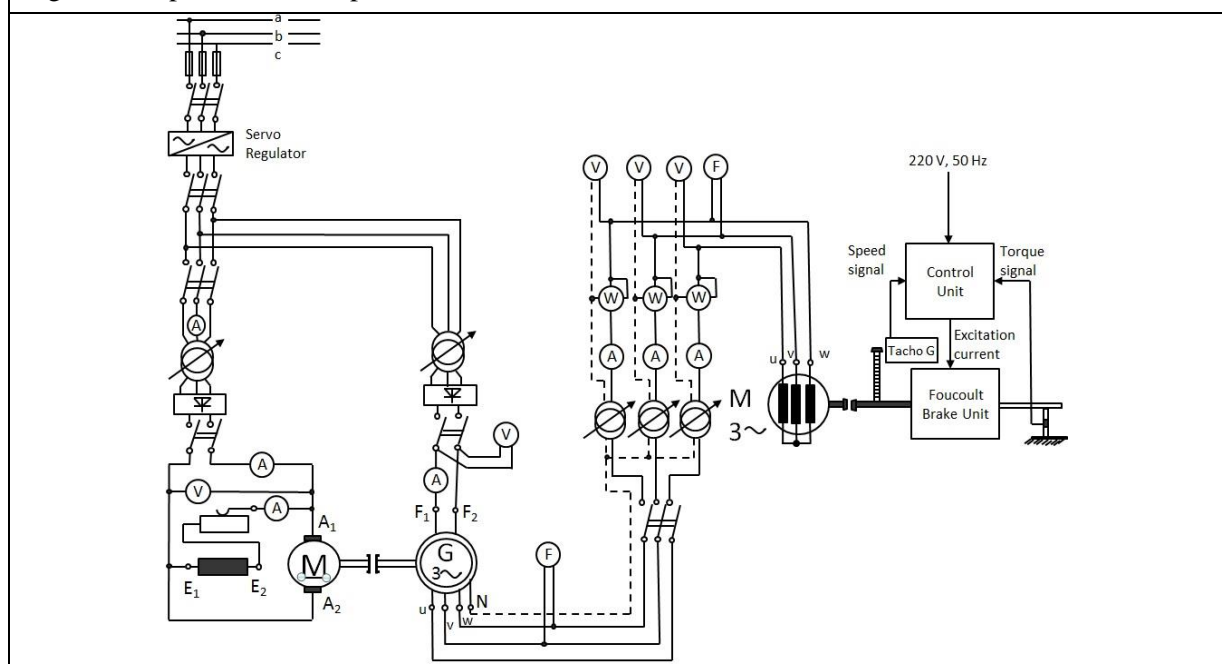 a
b
c
Servo
Regulator
A
A
V
A
A₁
M
E₁
E₂
A₂
V
A
F₁
F₂
G
3~
N
u
v
w
F
V
V
V
F
W
W
W
A
A
A
u
v
w
M
3~
220 V, 50 Hz
Speed
signal
Control
Unit
Torque
signal
Excitation
current
Tacho G
Foucoult
Brake Unit